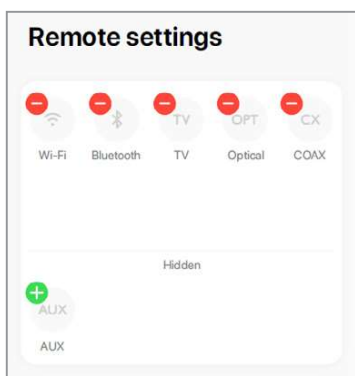 Remote settings
TV OPT CX
Wi-Fi Bluetooth TV Optical COAX
Hidden
AUX
AUX